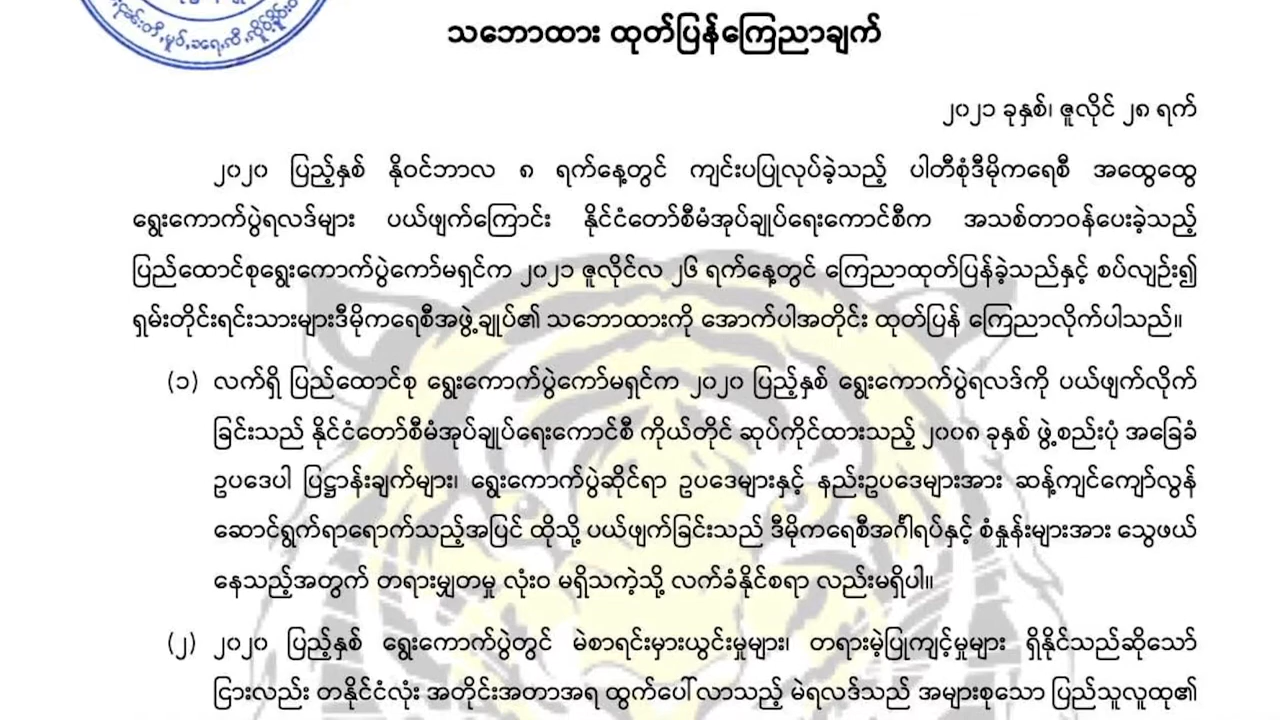 သဘောထား ထုတ်ပြန်ကြေညာချက်
၂၀၂၁ ခုနှစ်၊ ဇူလိုင် ၂၈ ရက်
၂၀၂၀ ပြည့်နှစ် နိုဝင်ဘာလ ၈ ရက်နေ့တွင် ကျင်းပပြုလုပ်ခဲ့သည့် ပါတီစုံဒီမိုကရေစီ အထွေထွေ
ရွေးကောက်ပွဲရလဒ်များ ပယ်ဖျက်ကြောင်း နိုင်ငံတော်စီမံအုပ်ချုပ်ရေးကောင်စီက အသစ်တာဝန်ပေးခဲ့သည့်
ပြည်ထောင်စုရွေးကောက်ပွဲကော်မရှင်က ၂၀၂၁ ဇူလိုင်လ ၂၆ ရက်နေ့တွင် ကြေညာထုတ်ပြန်ခဲ့သည်နှင့် စပ်လျဉ်း၍
ရှမ်းတိုင်းရင်းသားများဒီမိုကရေစီအဖွဲ့ချုပ်၏ သဘောထားကို အောက်ပါအတိုင်း ထုတ်ပြန် ကြေညာလိုက်ပါသည်။
(၁) လက်ရှိ ပြည်ထောင်စု ရွေးကောက်ပွဲကော်မရှင်က ၂၀၂၀ ပြည့်နှစ် ရွေးကောက်ပွဲရလဒ်ကို ပယ်ဖျက်လိုက်
ခြင်းသည် နိုင်ငံတော်စီမံအုပ်ချုပ်ရေးကောင်စီ ကိုယ်တိုင် ဆုပ်ကိုင်ထားသည့် ၂၀၀၈ ခုနှစ် ဖွဲ့စည်းပုံ အခြေခံ
ဥပဒေပါ ပြဋ္ဌာန်းချက်များ၊ ရွေးကောက်ပွဲဆိုင်ရာ ဥပဒေများနှင့် နည်းဥပဒေများအား ဆန့်ကျင်ကျော်လွန်
ဆောင်ရွက်ရာရောက်သည့်အပြင် ထိုသို့ ပယ်ဖျက်ခြင်းသည် ဒီမိုကရေစီအင်္ဂါရပ်နှင့် စံနှုန်းများအား သွေဖယ်
နေသည့်အတွက် တရားမျှတမှု လုံးဝ မရှိသကဲ့သို့ လက်ခံနိုင်စရာ လည်းမရှိပါ။
(၂) ၂၀၂၀ ပြည့်နှစ် ရွေးကောက်ပွဲတွင် မဲစာရင်းမှားယွင်းမှုများ၊ တရားမဲ့ပြုကျင့်မှုများ ရှိနိုင်သည်ဆိုသော်
ငြားလည်း တနိုင်ငံလုံး အတိုင်းအတာအရ ထွက်ပေါ်လာသည့် မဲရလဒ်သည် အများစုသော ပြည်သူလူထု၏